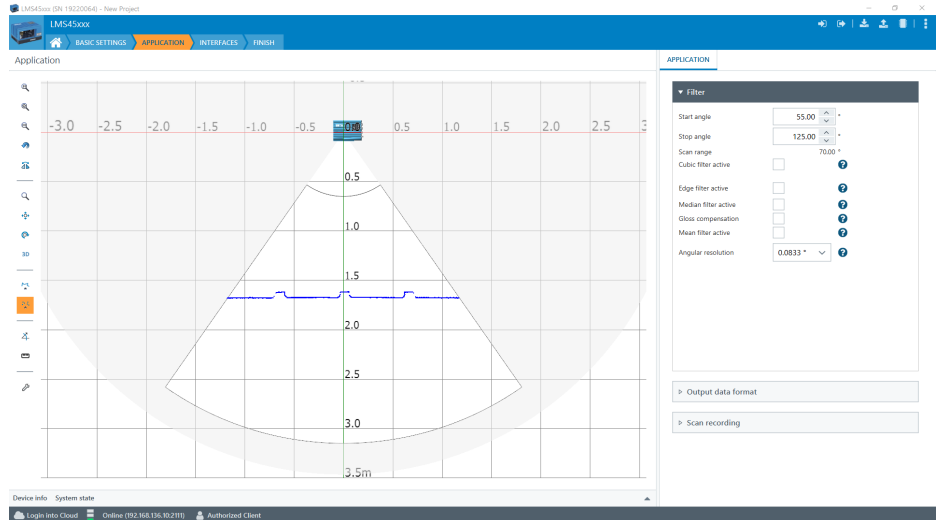 LMS45xxx (SN 19220064) - New Project
LMS45xxx
BASIC SETTINGS APPLICATION INTERFACES FINISH
Application
APPLICATION
-3.0 -2.5 -2.0 -1.5 -1.0 -0.5 0.0 0.5 1.0 1.5 2.0 2.5
0.5
1.0
1.5
2.0
2.5
3.0
3.5m
3D
Filter
Start angle 55.00 °
Stop angle 125.00 °
Scan range 70.00 °
Cubic filter active ?
Edge filter active ?
Median filter active ?
Gloss compensation ?
Mean filter active ?
Angular resolution 0.0833 ° ?
Output data format
Scan recording
Device info System state
Login into Cloud Online (192.168.136.10:2111) Authorized Client